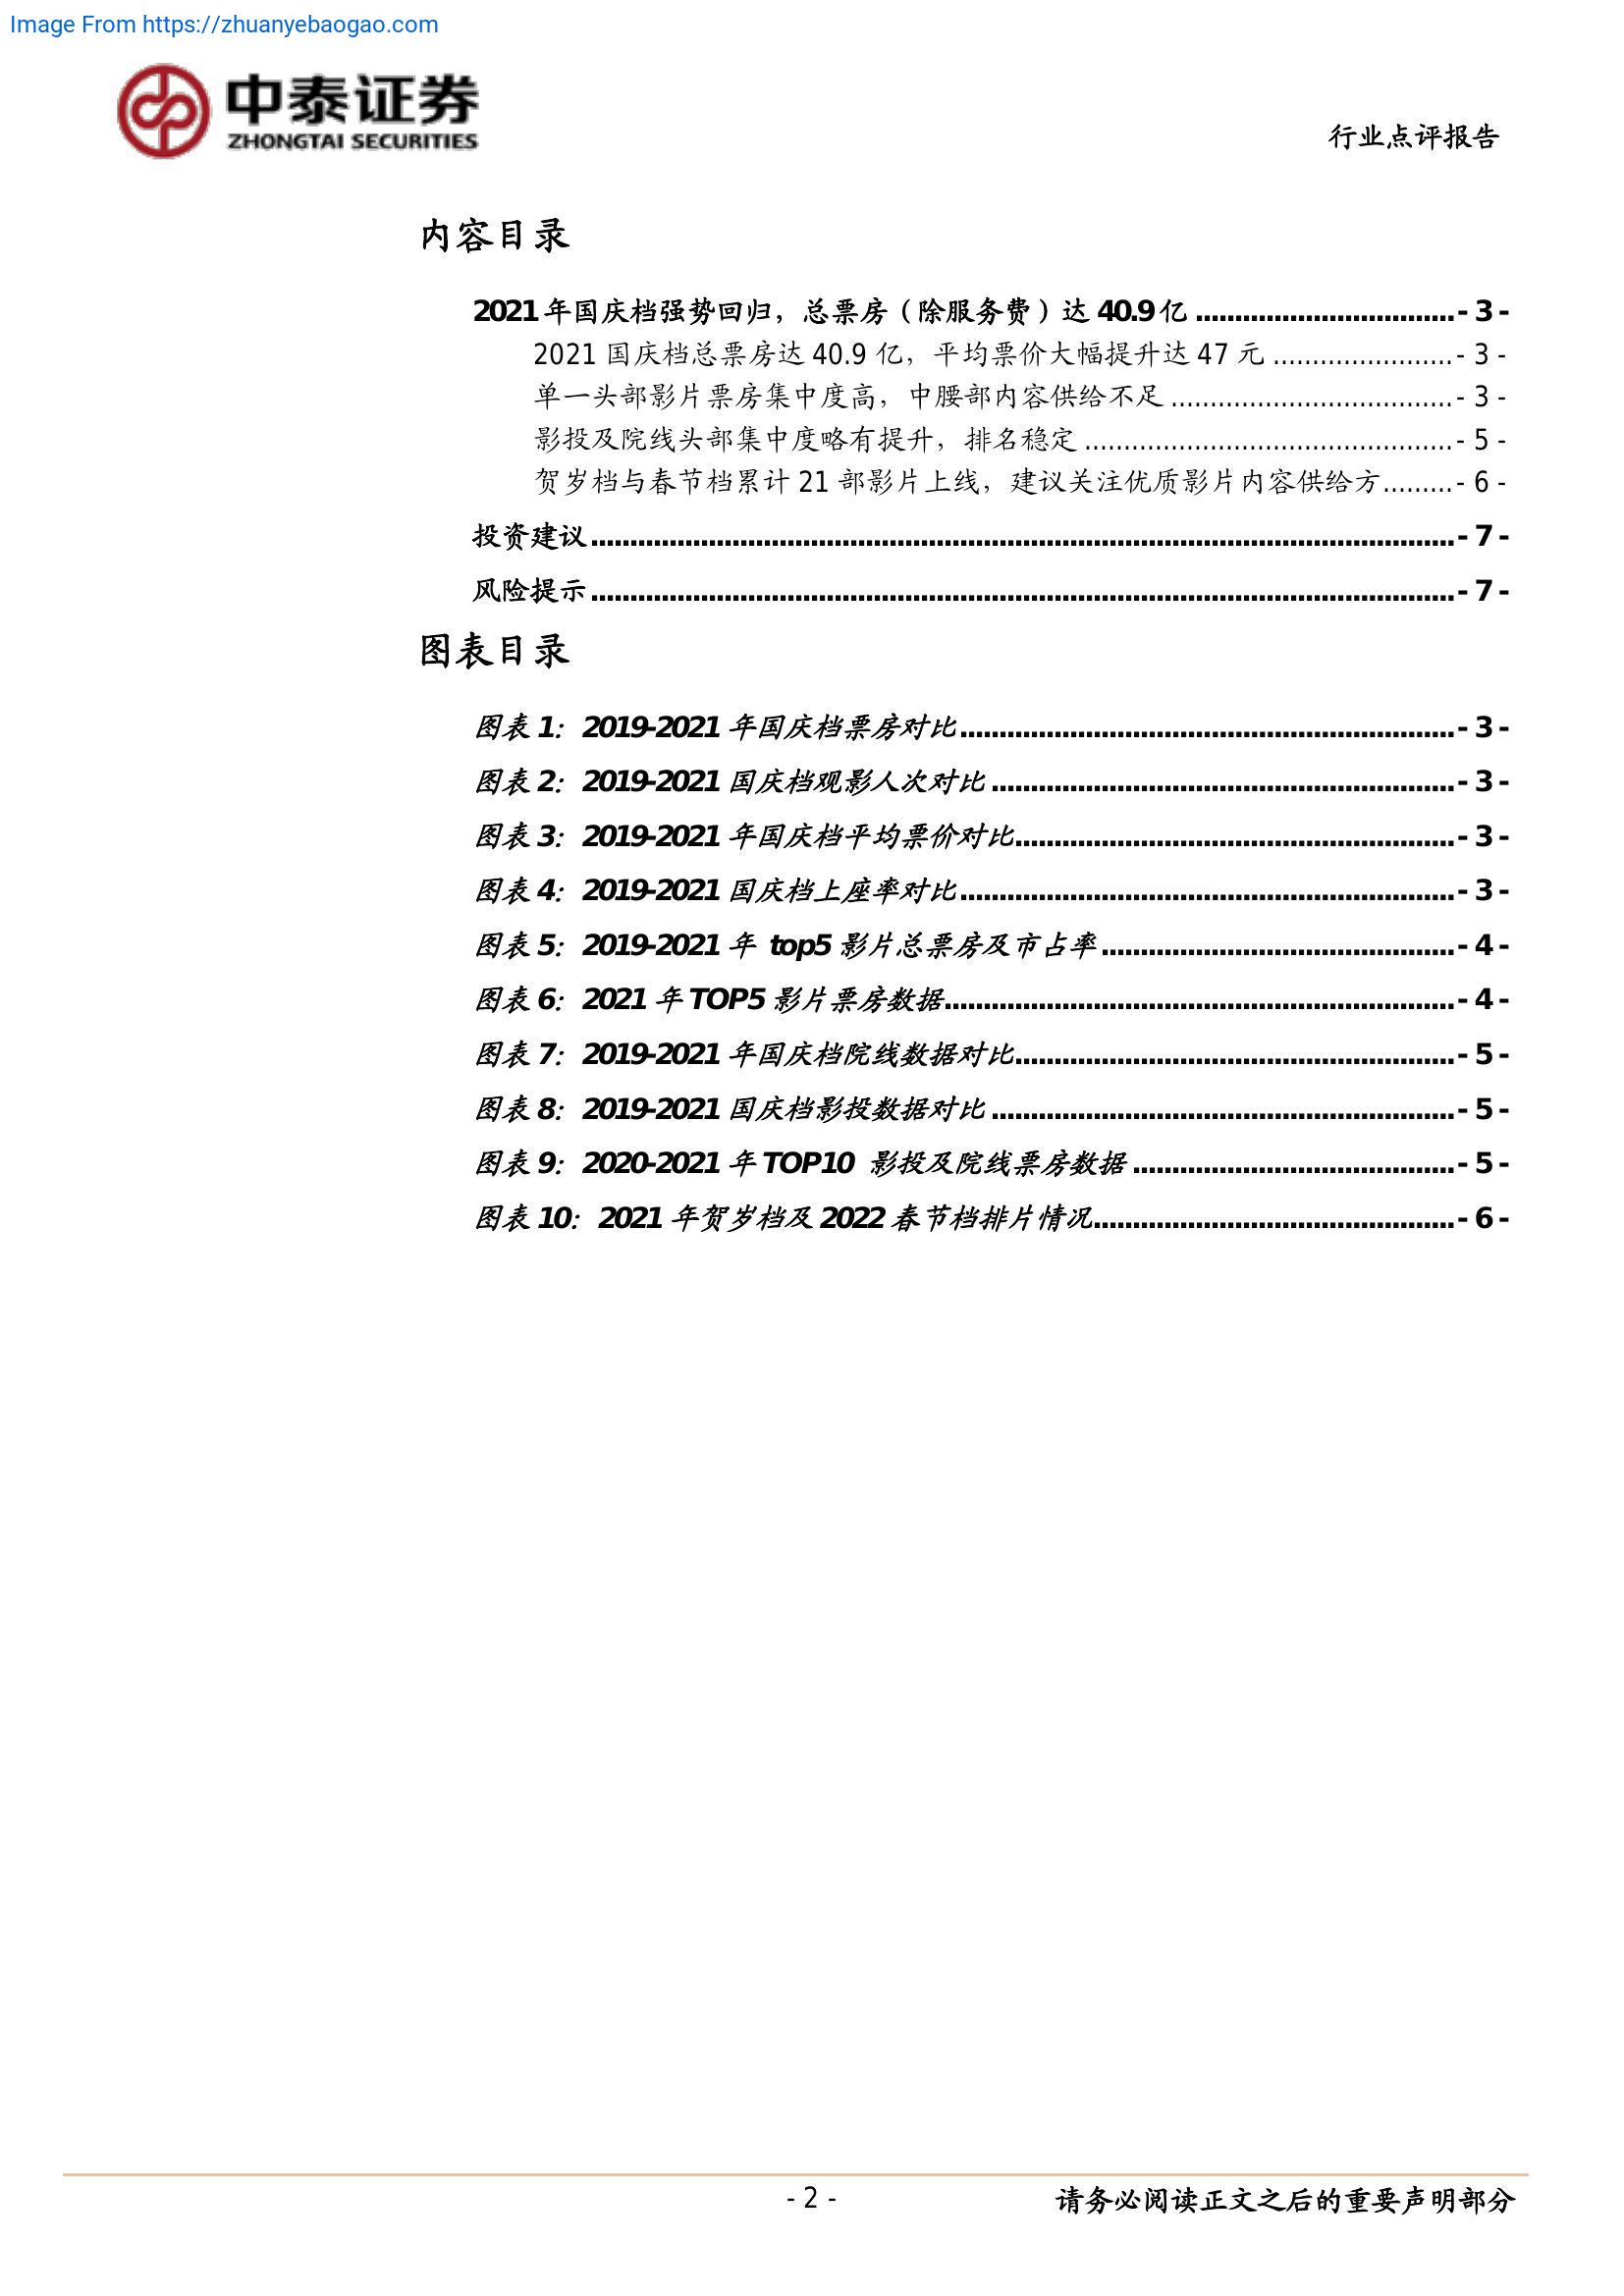 Image From https://zhuanyebaogao.com
中泰证券
ZHONGTAI SECURITIES
行业点评报告
内容目录
2021年国庆档强势回归，总票房（除服务费）达 40.9亿 ................................. - 3 -
2021 国庆档总票房达 40.9 亿，平均票价大幅提升达 47 元 ....................... - 3 -
单一头部影片票房集中度高，中腰部内容供给不足 .................................... - 3 -
影投及院线头部集中度略有提升，排名稳定 ............................................... - 5 -
贺岁档与春节档累计 21 部影片上线，建议关注优质影片内容供给方......... - 6 -
投资建议 .............................................................................................................. - 7 -
风险提示 .............................................................................................................. - 7 -
图表目录
图表 1：2019-2021 年国庆档票房对比............................................................... - 3 -
图表 2：2019-2021 国庆档观影人次对比 ........................................................... - 3 -
图表 3：2019-2021 年国庆档平均票价对比........................................................ - 3 -
图表 4：2019-2021 国庆档上座率对比............................................................... - 3 -
图表 5：2019-2021 年 top5 影片总票房及市占率 ............................................. - 4 -
图表 6：2021 年 TOP5 影片票房数据................................................................. - 4 -
图表 7：2019-2021 年国庆档院线数据对比........................................................ - 5 -
图表 8：2019-2021 国庆档影投数据对比 ........................................................... - 5 -
图表 9：2020-2021 年 TOP10 影投及院线票房数据 ......................................... - 5 -
图表 10：2021 年贺岁档及 2022 春节档排片情况.............................................. - 6 -
- 2 -
请务必阅读正文之后的重要声明部分